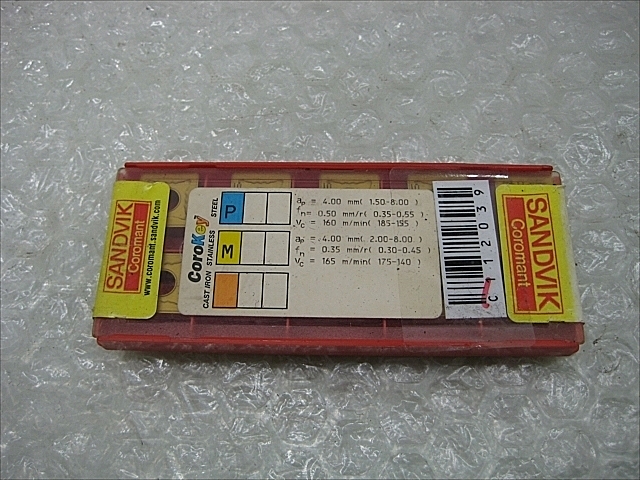 SANDVIK
Coromant
www.coromant.sandvik.com
CoroKey
STEEL
STAINLESS
CAST IRON
P
M
ap = 4.00 mm( 1.50-8.00 )
fn= 0.50 mm/r( 0.35-0.55 )
vc = 160 m/min( 185-155 )
ap = 4.00 mm( 2.00-8.00 )
fn= 0.35 mm/r( 0.30-0.45 )
vc = 165 m/min( 175-140 )
C112039
SANDVIK
Coromant